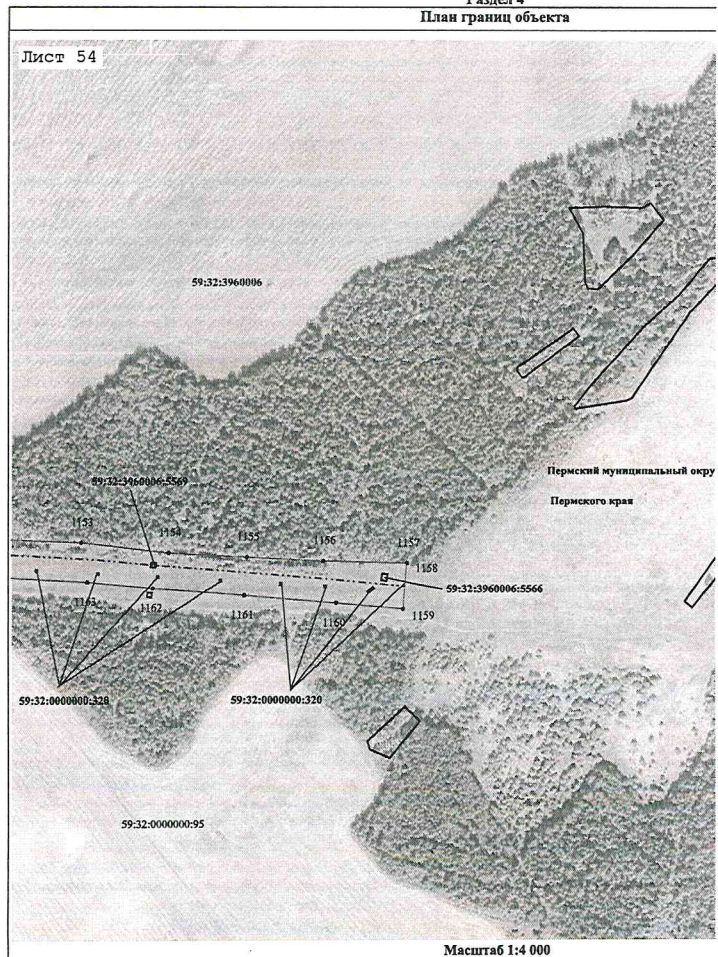 Раздел 4
План границ объекта
Лист 54
59:32:3960006
Пермский муниципальный окру
Пермского края
59:32:3960006:5569
1153
1154
1155
1156
1157
1158
59:32:3960006:5566
1163
1162
1161
1160
1159
59:32:0000000:320
59:32:0000000:320
59:32:0000000:95
Масштаб 1:4 000